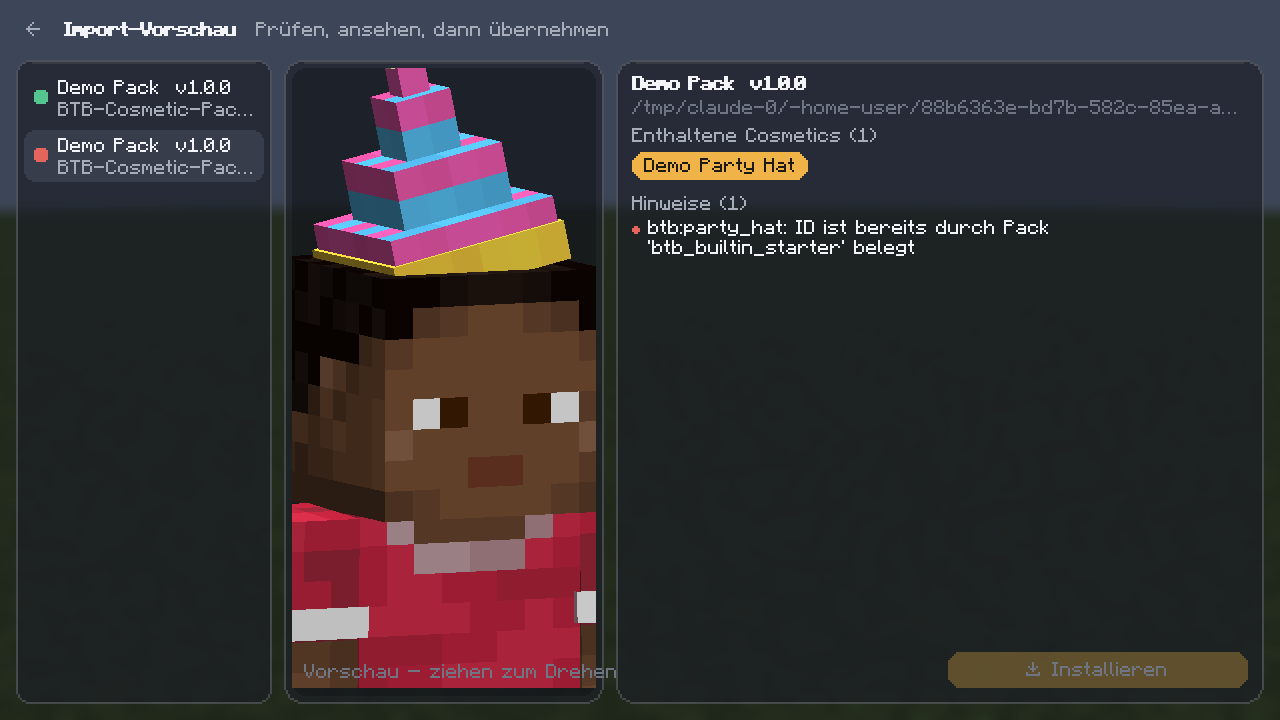 ← Import-Vorschau Prüfen, ansehen, dann übernehmen
Demo Pack v1.0.0
BTB-Cosmetic-Pac...
Demo Pack v1.0.0
BTB-Cosmetic-Pac...
Vorschau – ziehen zum Drehen
Demo Pack v1.0.0
/tmp/claude-0/-home-user/88b6363e-bd7b-582c-85ea-a...
Enthaltene Cosmetics (1)
Demo Party Hat
Hinweise (1)
btb:party_hat: ID ist bereits durch Pack
'btb_builtin_starter' belegt
Installieren